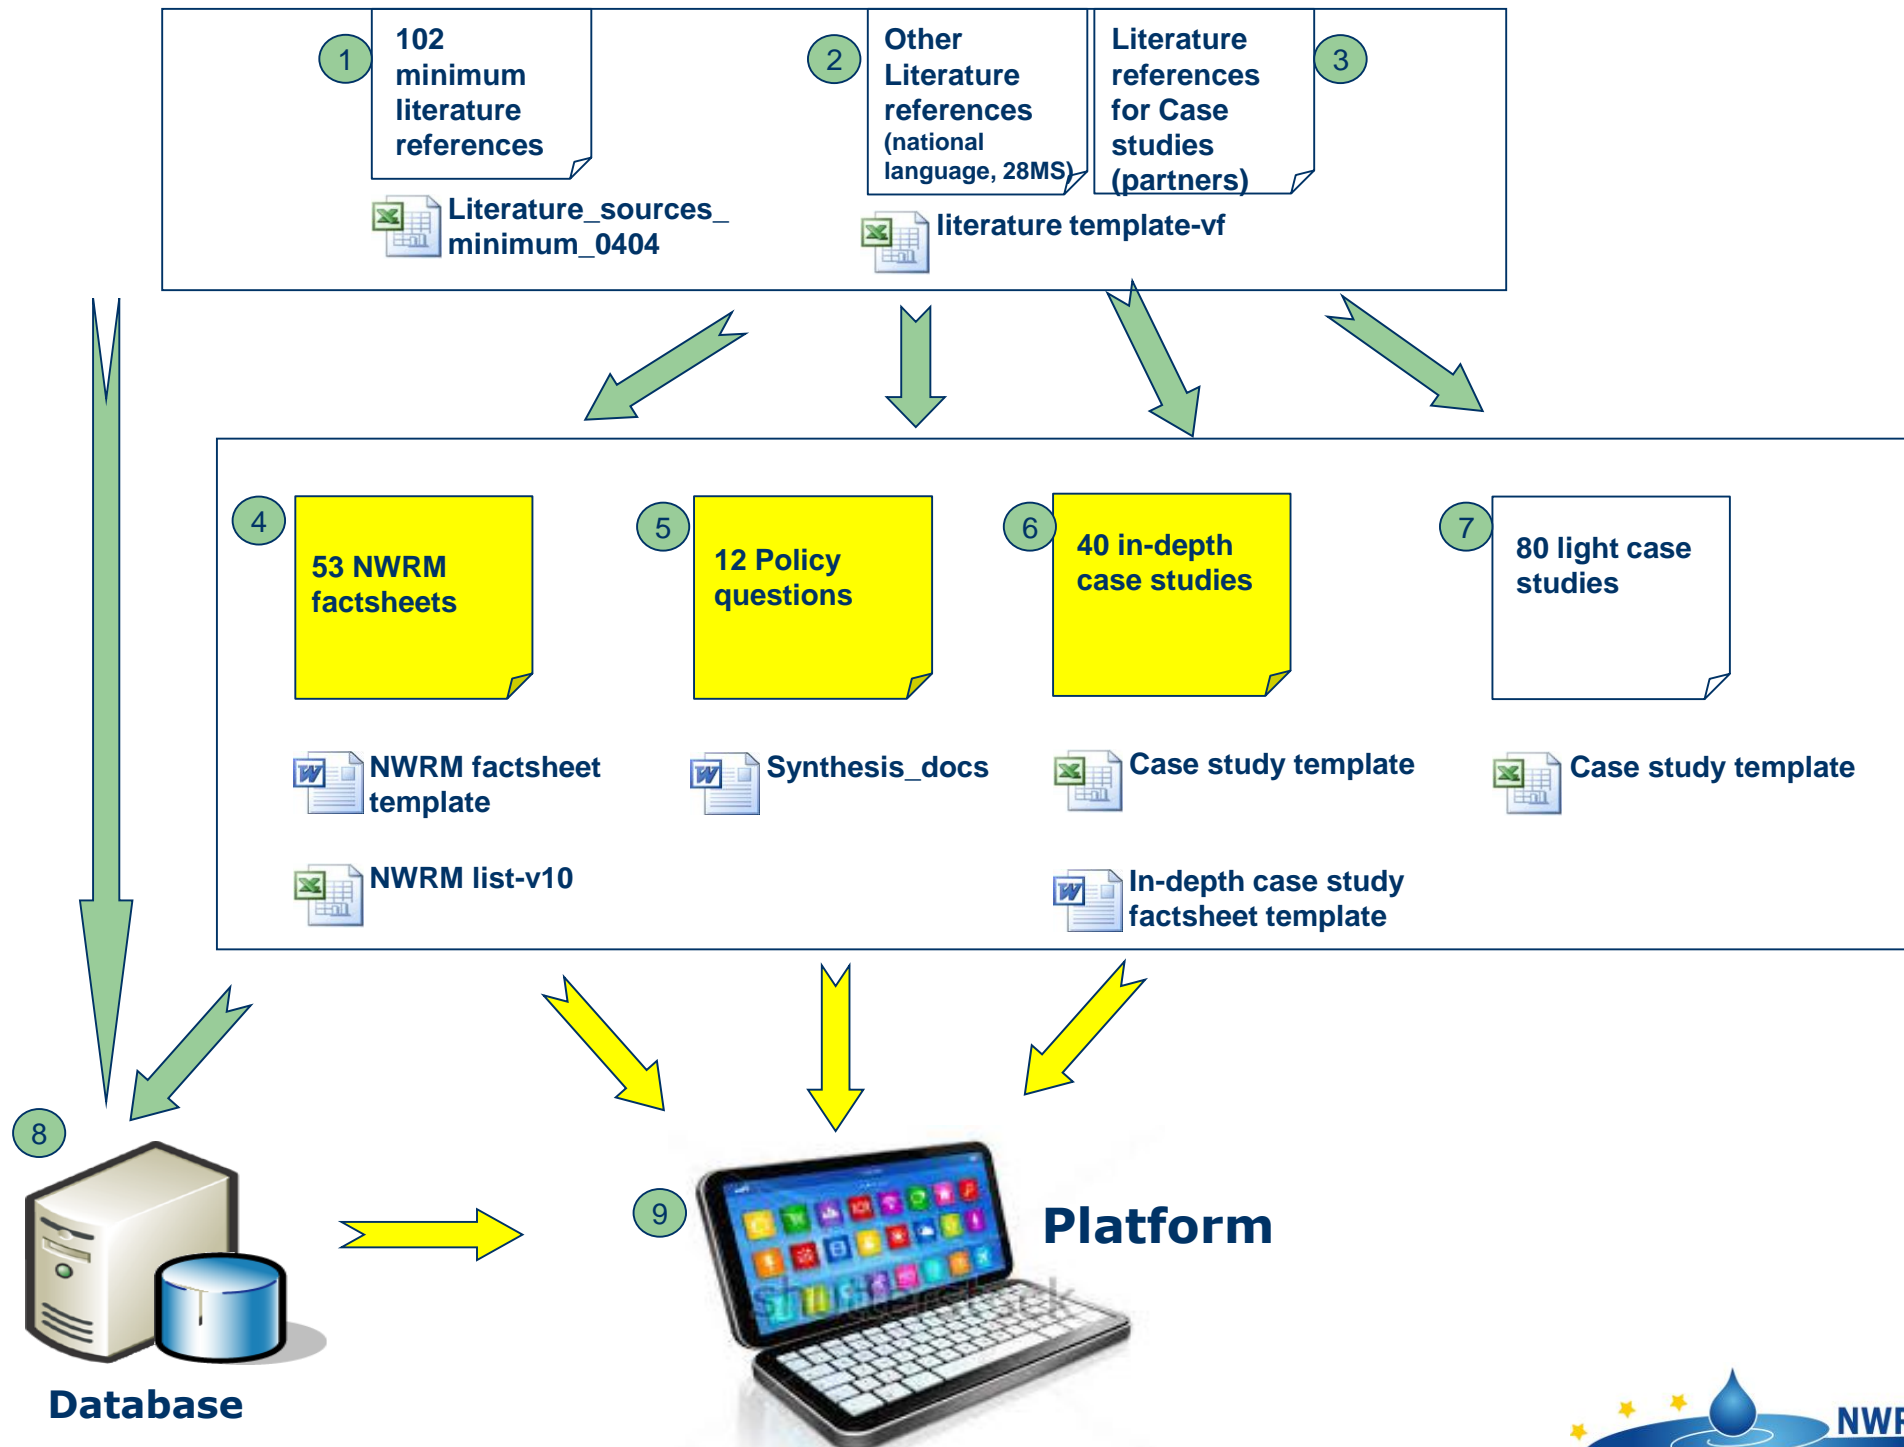 1
102
minimum
literature
references
2
Other
Literature
references
(national
language, 28MS)
Literature
references
for Case
studies
(partners)
3
Literature_sources_
minimum_0404
literature template-vf
4
53 NWRM
factsheets
5
12 Policy
questions
6
40 in-depth
case studies
7
80 light case
studies
NWRM factsheet
template
Synthesis_docs
Case study template
Case study template
NWRM list-v10
In-depth case study
factsheet template
8
9
Platform
shutterstock
Database